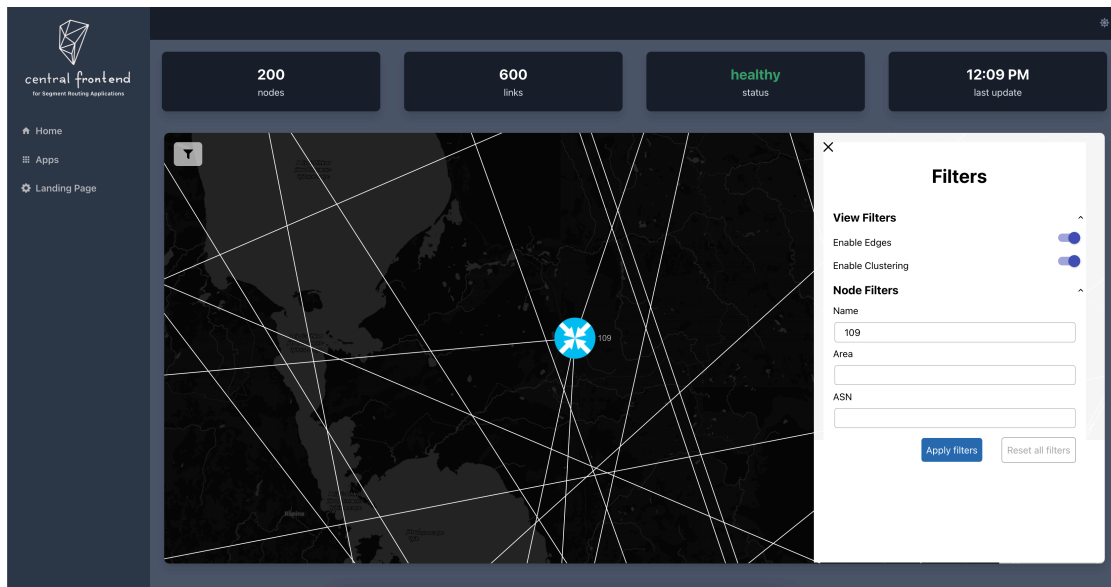 central frontend
for Segment Routing Applications
Home
Apps
Landing Page
200
nodes
600
links
healthy
status
12:09 PM
last update
109
Filters
View Filters
Enable Edges
Enable Clustering
Node Filters
Name
109
Area
ASN
Apply filters
Reset all filters